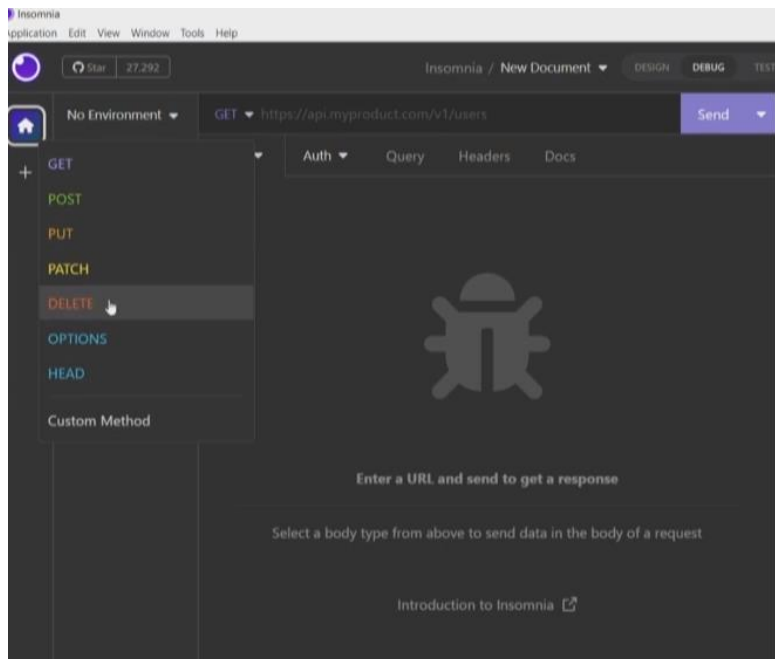 Insomnia
Application Edit View Window Tools Help
Star 27,292
Insomnia / New Document
DESIGN DEBUG TEST
No Environment
GET https://api.myproduct.com/v1/users
Send
Auth Query Headers Docs
GET
POST
PUT
PATCH
DELETE
OPTIONS
HEAD
Custom Method
Enter a URL and send to get a response
Select a body type from above to send data in the body of a request
Introduction to Insomnia